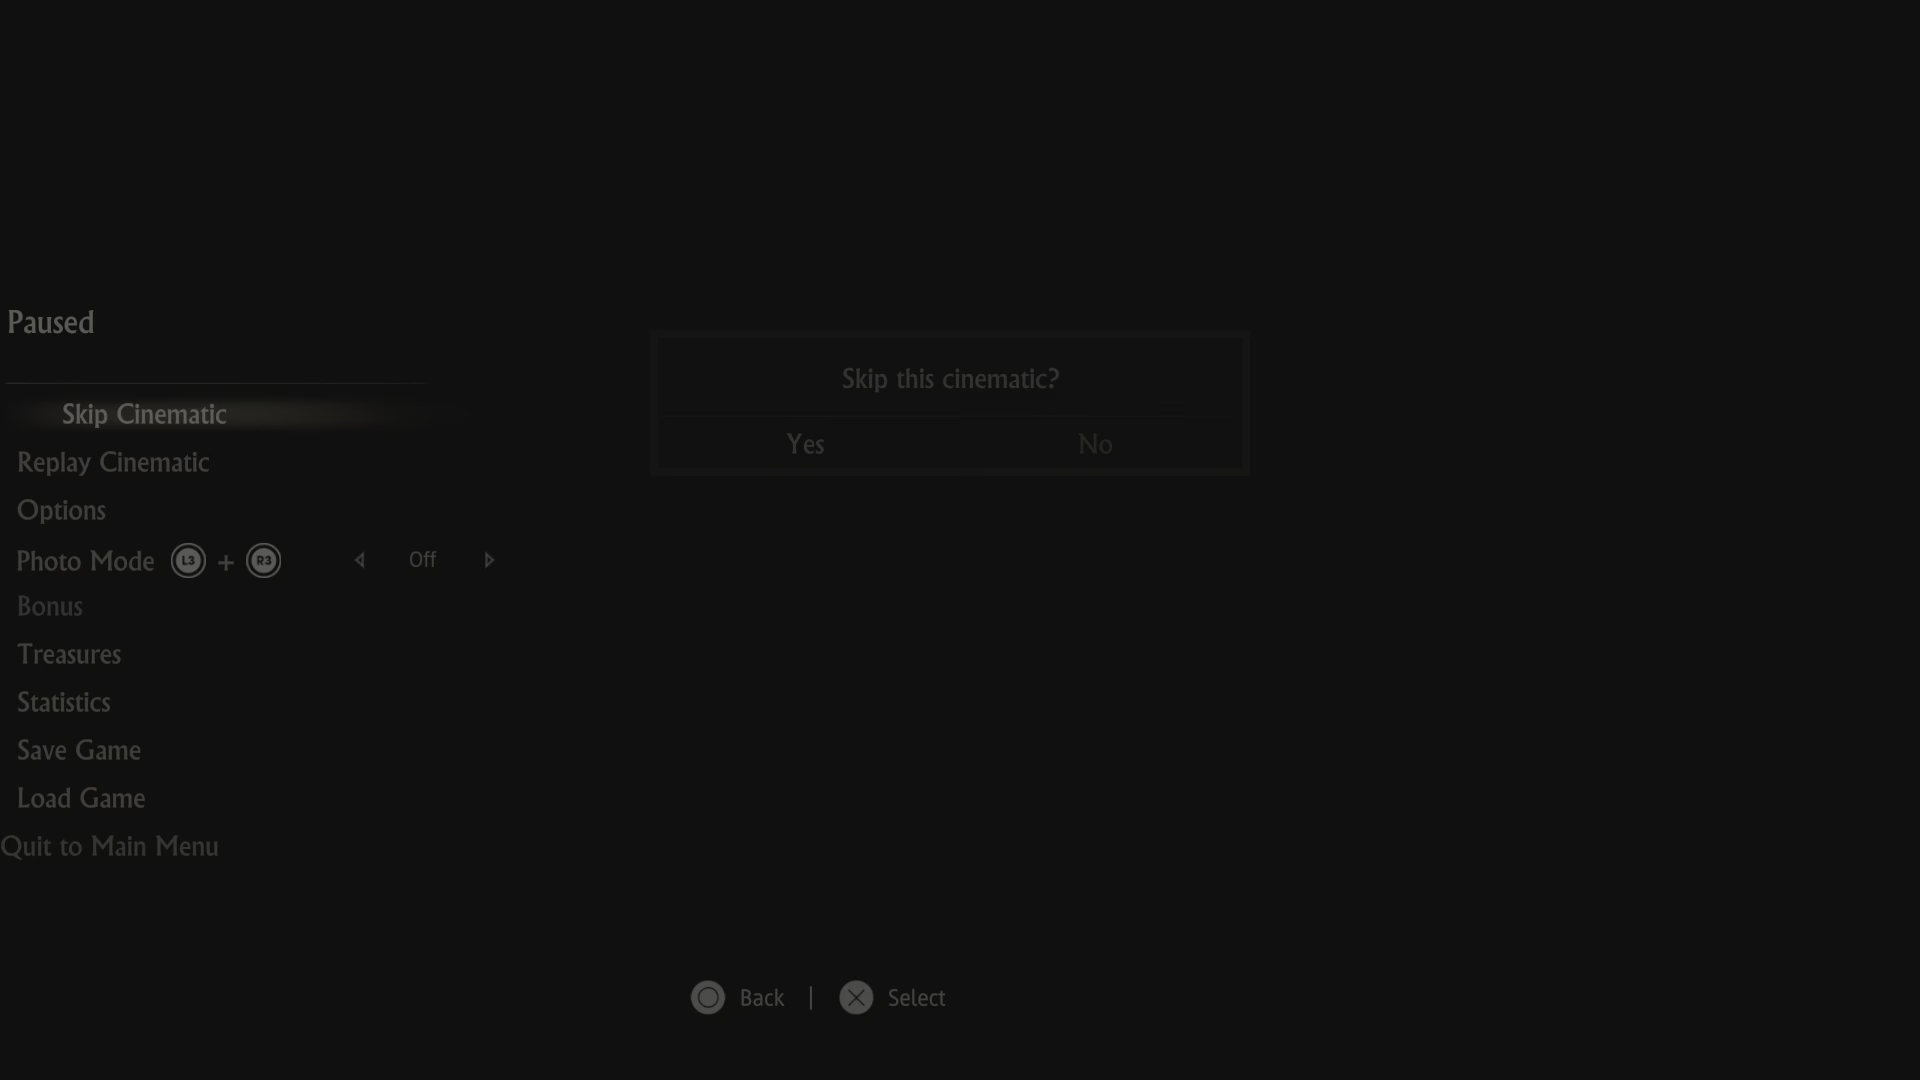 Paused
Skip Cinematic
Replay Cinematic
Options
Photo Mode L3 + R3 Off
Bonus
Treasures
Statistics
Save Game
Load Game
Quit to Main Menu
Skip this cinematic?
Yes No
Back | Select